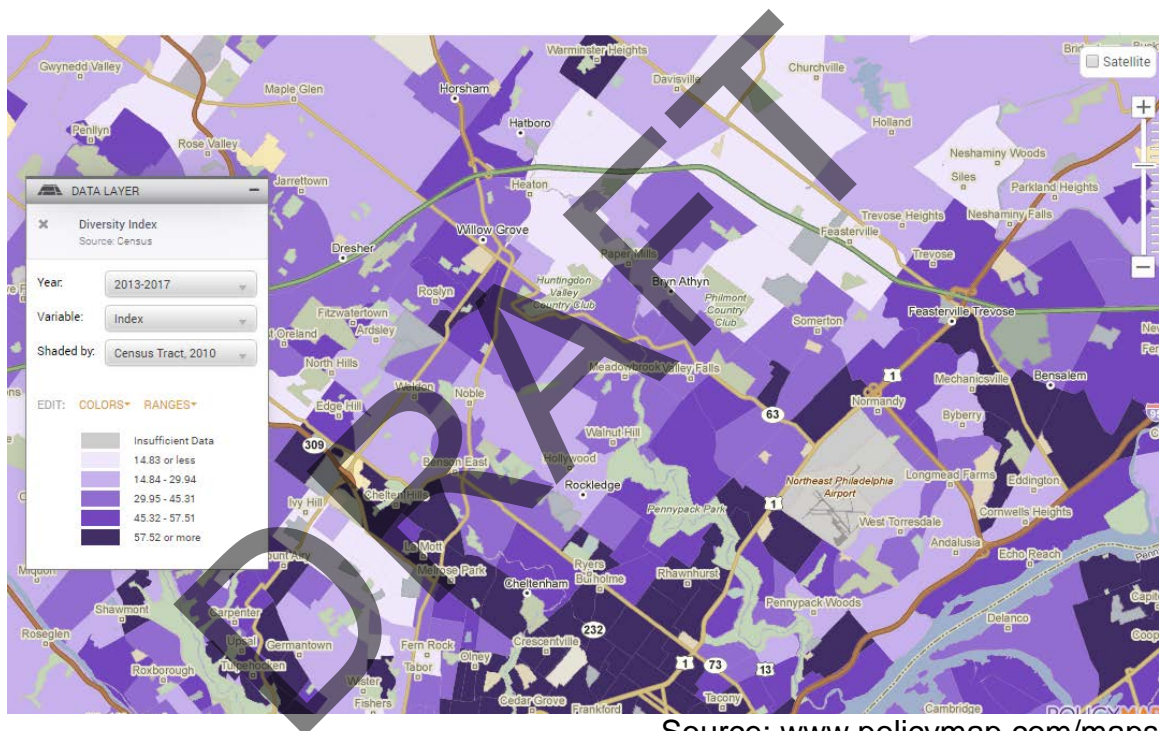 Gwynedd Valley
Warminster Heights
Churchville
Satellite
Davisville
Maple Glen
Horsham
Hatboro
Holland
Penllyn
Rose Valley
Neshaminy Woods
Siles
Parkland Heights
Jarrettown
Heaton
DATA LAYER
Diversity Index
Source: Census
Year:
2013-2017
Variable:
Index
Shaded by:
Census Tract, 2010
EDIT: COLORS RANGES
Insufficient Data
14.83 or less
14.84 - 29.94
29.95 - 45.31
45.32 - 57.51
57.52 or more
Trevose Heights
Neshaminy Falls
Feasterville
Willow Grove
Dresher
Paper Mills
Trevose
Huntingdon
Valley
Country Club
Bryn Athyn
Philmont
Country
Club
Roslyn
Fitzwatertown
Ardsley
Somerton
Feasterville Trevose
North Hills
Meadowbrook Valley Falls
1
Mechanicsville
Bensalem
Weldon
Noble
Normandy
Edge Hill
63
Byberry
309
Walnut Hill
Benson East
Hollywood
Rockledge
Northeast Philadelphia
Airport
Longmead Farms
Eddington
Ivy Hill
Chelten Hills
Pennypack Park
1
Cornwells Heights
West Torresdale
Andalusia
Echo Reach
La Mott
Melrose Park
Ryers
Burholme
Rhawnhurst
Cheltenham
Pennypack Woods
Shawmont
Carpenter
Delanco
Roseglen
Upsal
Germantown
Fern Rock
Crescentville
232
Roxborough
Tulpehocken
Tabor
Olney
1
73
13
Wister
Fishers
Cedar Grove
Frankford
Tacony
Cambridge
POLICYMAP
DRAFT
Source: www.policymap.com/maps